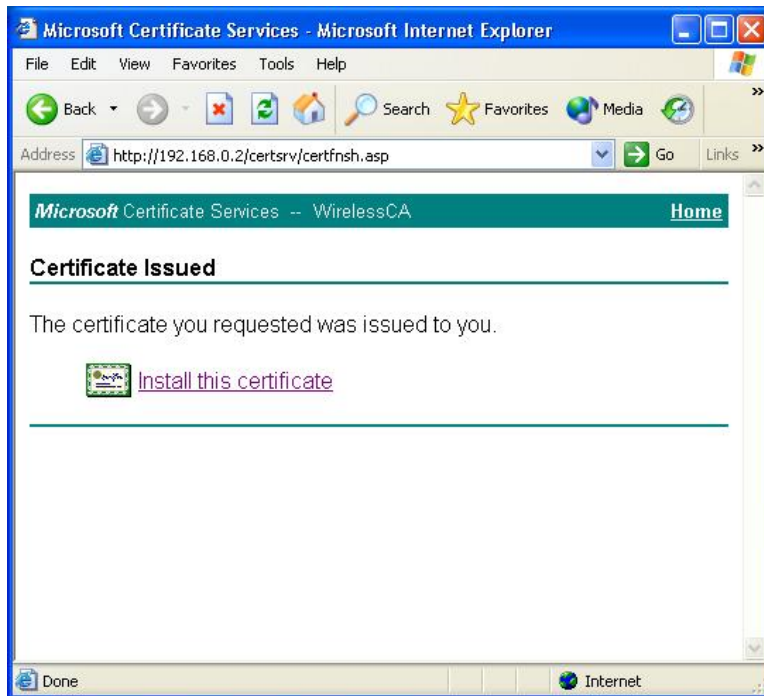 Microsoft Certificate Services - Microsoft Internet Explorer
File Edit View Favorites Tools Help
Back Search Favorites Media »
Address http://192.168.0.2/certsrv/certfnsh.asp Go Links »
Microsoft Certificate Services -- WirelessCA Home
Certificate Issued
The certificate you requested was issued to you.
Install this certificate
Done Internet